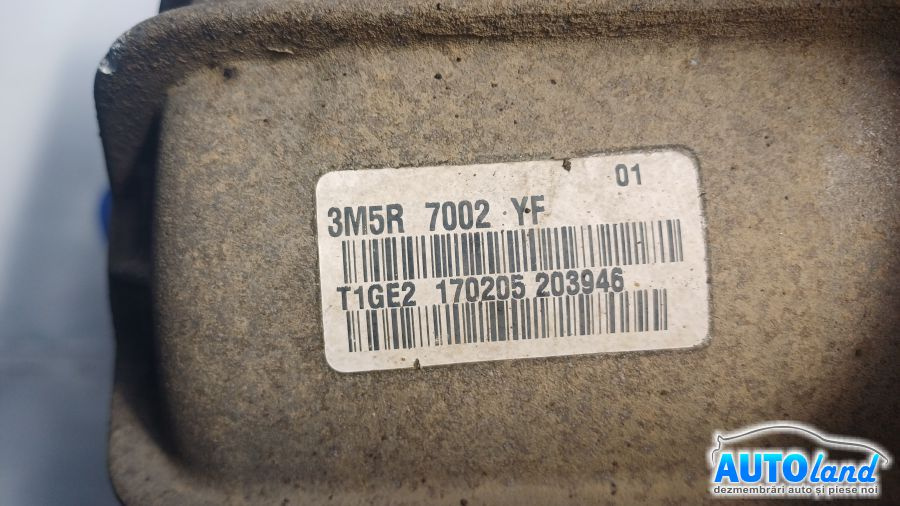 01
3M5R 7002 YF
T1GE2 170205 203946
AUTOland
dezmembrări auto și piese noi